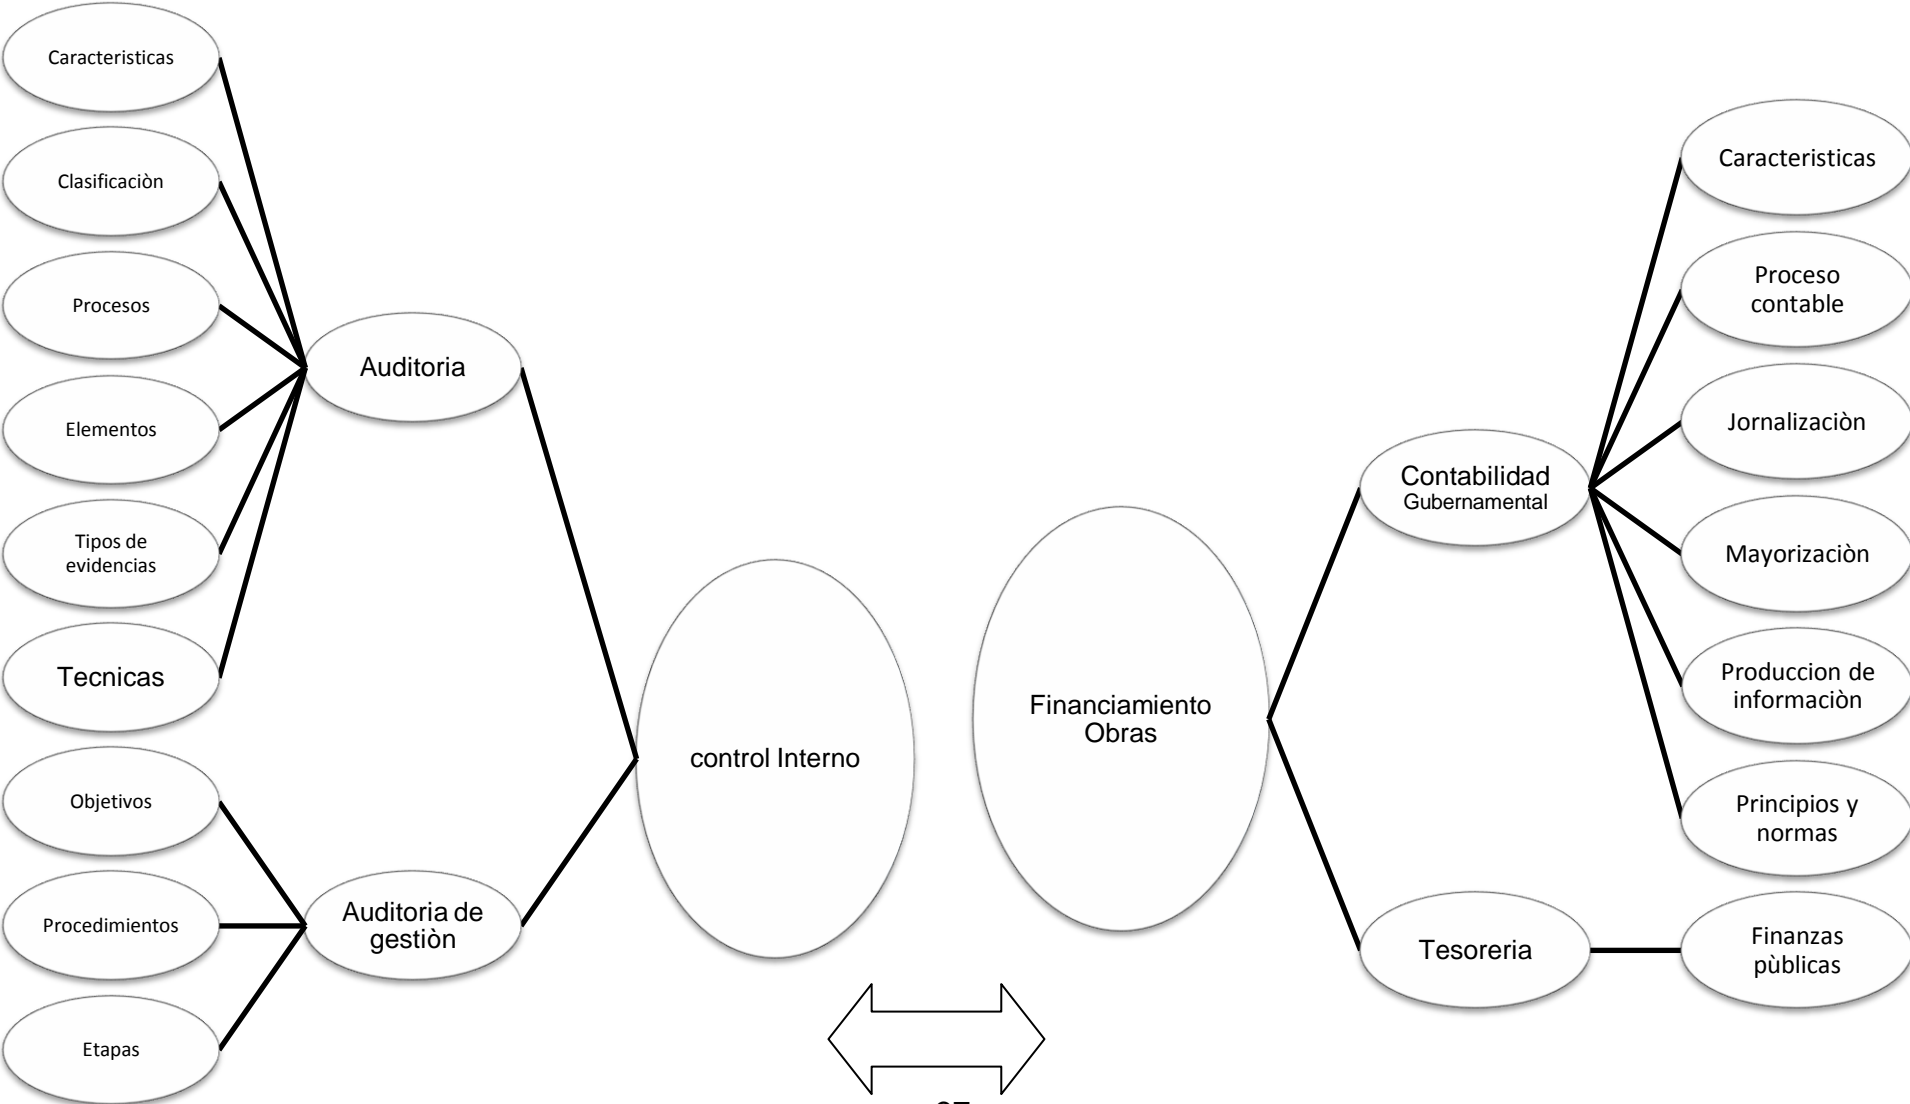 Caracteristicas
Clasificaciòn
Procesos
Elementos
Tipos de
evidencias
Tecnicas
Objetivos
Procedimientos
Etapas
Auditoria
Auditoria de
gestiòn
control Interno
Financiamiento
Obras
Contabilidad
Gubernamental
Tesoreria
Caracteristicas
Proceso
contable
Jornalizaciòn
Mayorizaciòn
Produccion de
informaciòn
Principios y
normas
Finanzas
pùblicas